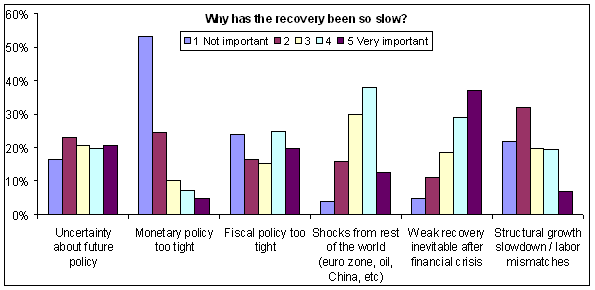 Why has the recovery been so slow?
1 Not important 2 3 4 5 Very important
60%
50%
40%
30%
20%
10%
0%
Uncertainty
about future
policy
Monetary policy
too tight
Fiscal policy too
tight
Shocks from rest
of the world
(euro zone, oil,
China, etc)
Weak recovery
inevitable after
financial crisis
Structural growth
slowdown / labor
mismatches